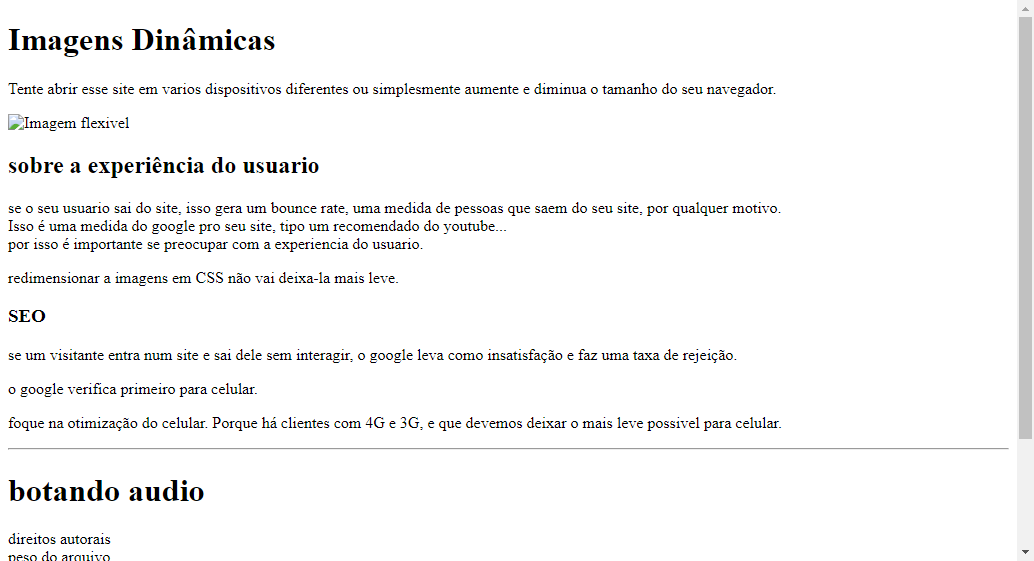 Imagens Dinâmicas
Tente abrir esse site em varios dispositivos diferentes ou simplesmente aumente e diminua o tamanho do seu navegador.
Imagem flexivel
sobre a experiência do usuario
se o seu usuario sai do site, isso gera um bounce rate, uma medida de pessoas que saem do seu site, por qualquer motivo.
Isso é uma medida do google pro seu site, tipo um recomendado do youtube...
por isso é importante se preocupar com a experiencia do usuario.
redimensionar a imagens em CSS não vai deixa-la mais leve.
SEO
se um visitante entra num site e sai dele sem interagir, o google leva como insatisfação e faz uma taxa de rejeição.
o google verifica primeiro para celular.
foque na otimização do celular. Porque há clientes com 4G e 3G, e que devemos deixar o mais leve possivel para celular.
botando audio
direitos autorais
peso do arquivo